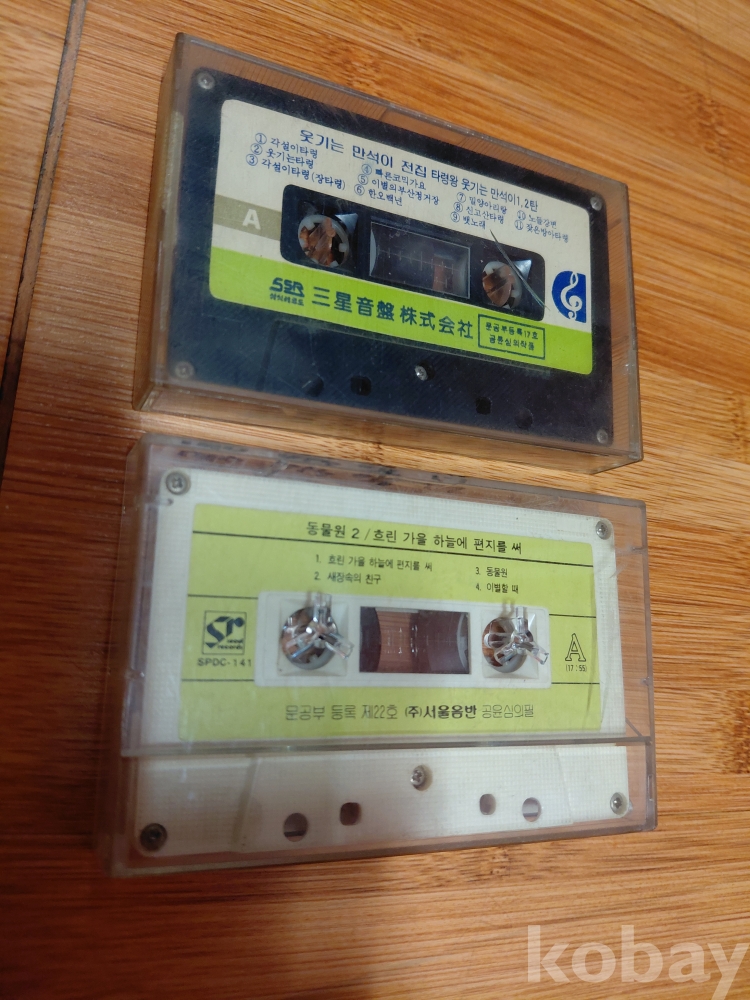 웃기는 만석이 전집 타령왕 웃기는 만석이1,2탄
① 각설이타령
② 웃기는타령
③ 각설이타령(장타령)
④ 빠른코믹가요
⑤ 이별의부산정거장
⑥ 한오백년
⑦ 밀양아리랑
⑧ 신고산타령
⑨ 뱃노래
⑩ 노들강변
⑪ 잦은방아타령
A
SSR
三星音盤株式会社
문공부등록17호
공륜심의작품
동물원 2/흐린 가을 하늘에 편지를 써
1. 흐린 가을 하늘에 편지를 써
2. 새장속의 친구
3. 동물원
4. 이별할 때
Sr
seoul records
SPDC-141
A
(17:55)
문공부 등록 제22호 (주)서울음반 공윤심의필
kobay